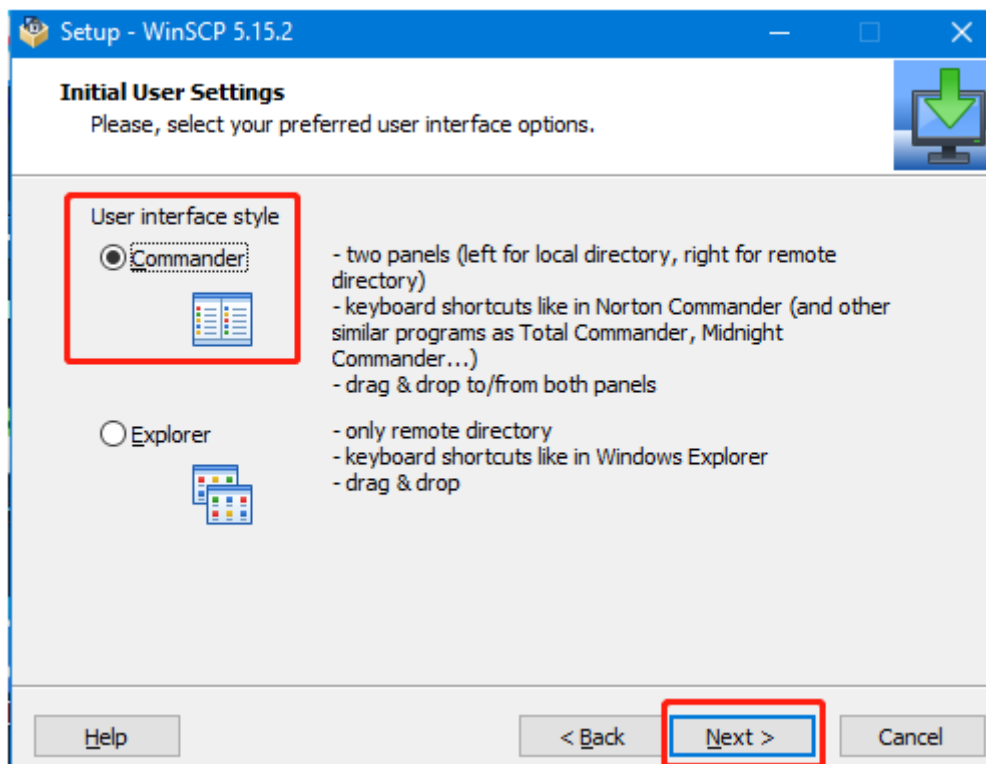 Setup - WinSCP 5.15.2
Initial User Settings
Please, select your preferred user interface options.
User interface style
Commander
- two panels (left for local directory, right for remote
directory)
- keyboard shortcuts like in Norton Commander (and other
similar programs as Total Commander, Midnight
Commander...)
- drag & drop to/from both panels
Explorer
- only remote directory
- keyboard shortcuts like in Windows Explorer
- drag & drop
Help
< Back
Next >
Cancel